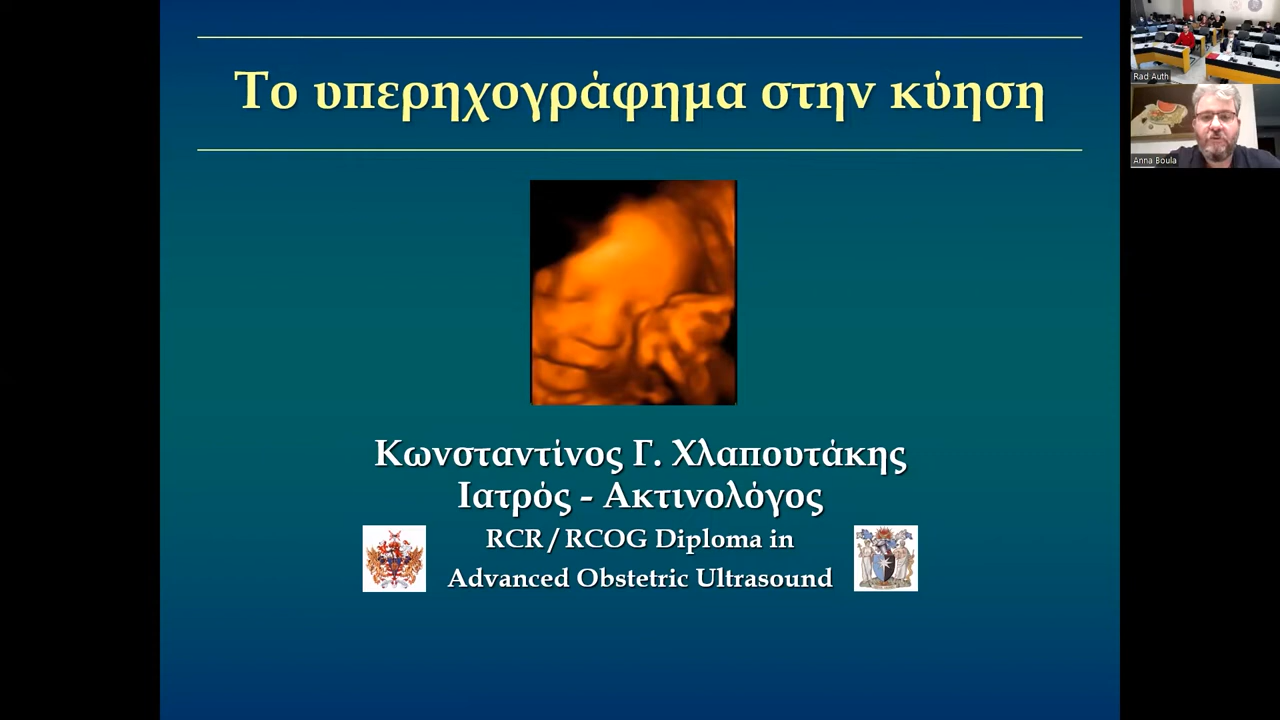 Το υπερηχογράφημα στην κύηση
Κωνσταντίνος Γ. Χλαπουτάκης
Ιατρός - Ακτινολόγος
RCR / RCOG Diploma in
Advanced Obstetric Ultrasound
Rad Auth
Anna Boula